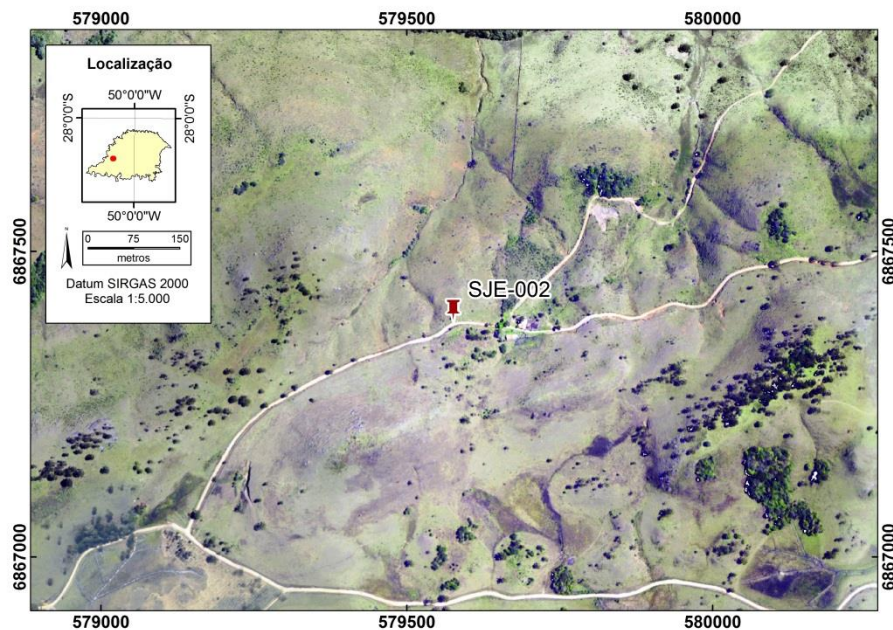 579000 579500 580000
Localização
50°0'0"W
28°0'0"S 28°0'0"S
50°0'0"W
N
0 75 150
metros
Datum SIRGAS 2000
Escala 1:5.000
6867500 6867500
SJE-002
6867000 6867000
579000 579500 580000